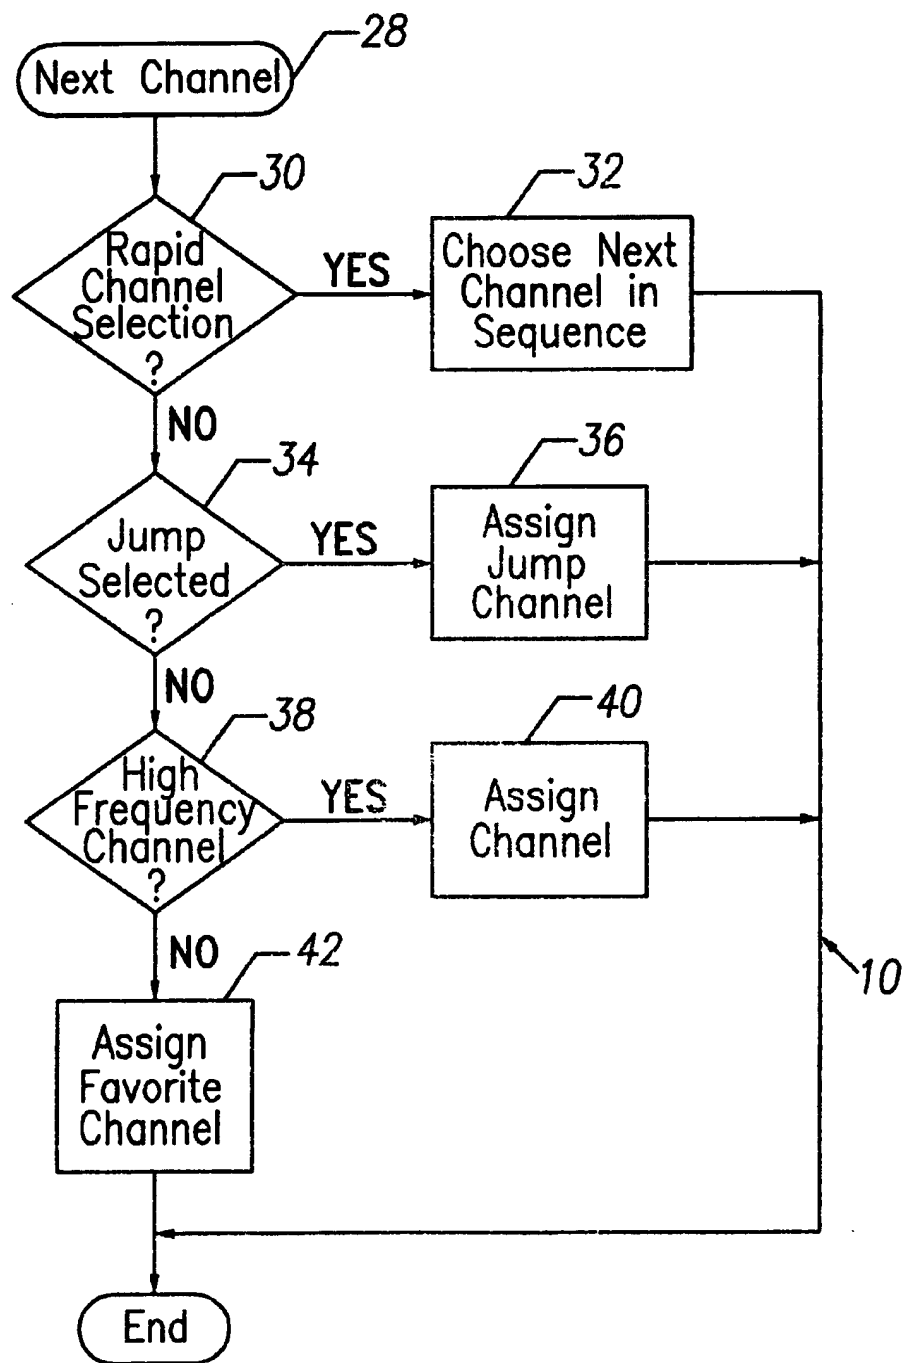 28
Next Channel
30
Rapid
Channel
Selection
?
YES
32
Choose Next
Channel in
Sequence
NO
34
Jump
Selected
?
YES
36
Assign
Jump
Channel
NO
38
High
Frequency
Channel
?
YES
40
Assign
Channel
NO
42
10
Assign
Favorite
Channel
End